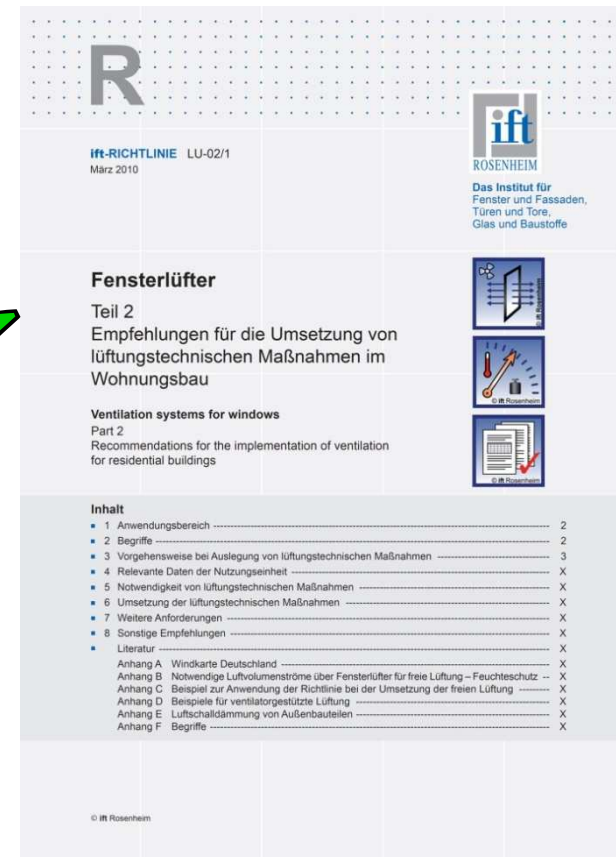 R
ift-RICHTLINIE LU-02/1
März 2010
ift
ROSENHEIM
Das Institut für
Fenster und Fassaden,
Türen und Tore,
Glas und Baustoffe
Fensterlüfter
Teil 2
Empfehlungen für die Umsetzung von
lüftungstechnischen Maßnahmen im
Wohnungsbau
Ventilation systems for windows
Part 2
Recommendations for the implementation of ventilation
for residential buildings
© ift Rosenheim
© ift Rosenheim
© ift Rosenheim
Inhalt
1 Anwendungsbereich 2
2 Begriffe 2
3 Vorgehensweise bei Auslegung von lüftungstechnischen Maßnahmen 3
4 Relevante Daten der Nutzungseinheit X
5 Notwendigkeit von lüftungstechnischen Maßnahmen X
6 Umsetzung der lüftungstechnischen Maßnahmen X
7 Weitere Anforderungen X
8 Sonstige Empfehlungen X
Literatur X
Anhang A Windkarte Deutschland X
Anhang B Notwendige Luftvolumenströme über Fensterlüfter für freie Lüftung – Feuchteschutz X
Anhang C Beispiel zur Anwendung der Richtlinie bei der Umsetzung der freien Lüftung X
Anhang D Beispiele für ventilatorgestützte Lüftung X
Anhang E Luftschalldämmung von Außenbauteilen X
Anhang F Begriffe X
© ift Rosenheim